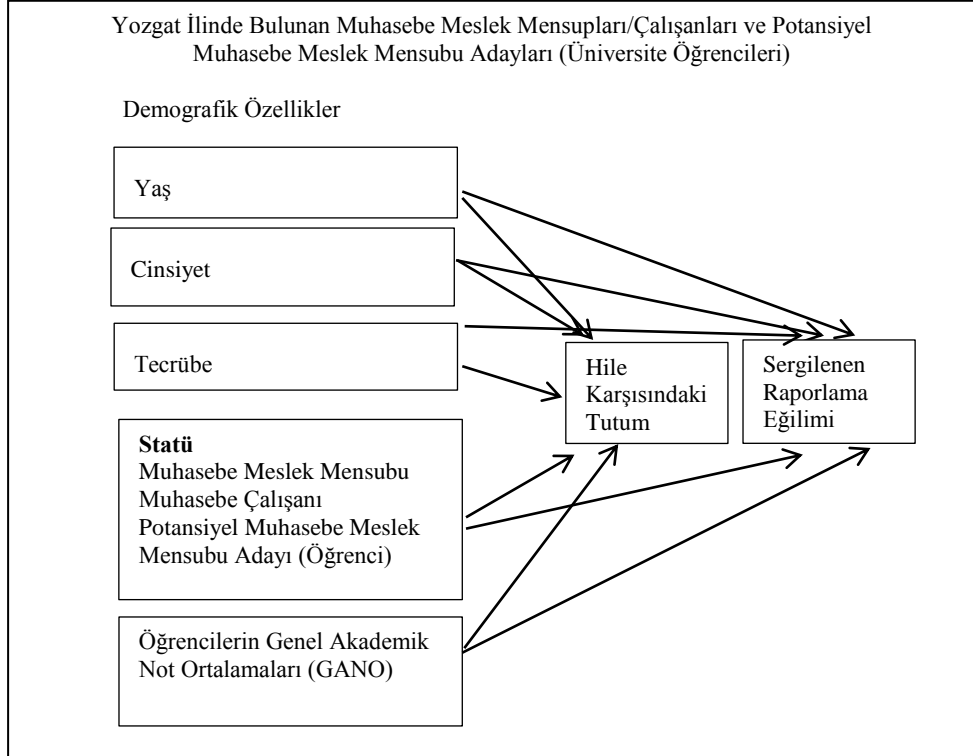 Yozgat İlinde Bulunan Muhasebe Meslek Mensupları/Çalışanları ve Potansiyel
Muhasebe Meslek Mensubu Adayları (Üniversite Öğrencileri)
Demografik Özellikler
Yaş
Cinsiyet
Tecrübe
Statü
Muhasebe Meslek Mensubu
Muhasebe Çalışanı
Potansiyel Muhasebe Meslek
Mensubu Adayı (Öğrenci)
Öğrencilerin Genel Akademik
Not Ortalamaları (GANO)
Hile
Karşısındaki
Tutum
Sergilenen
Raporlama
Eğilimi